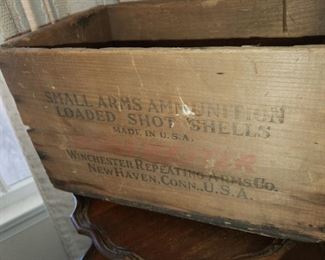 SMALL ARMS AMMUNITION
LOADED SHOT SHELLS
MADE IN U.S.A.
WINCHESTER REPEATING ARMS CO.
NEW HAVEN, CONN., U.S.A.